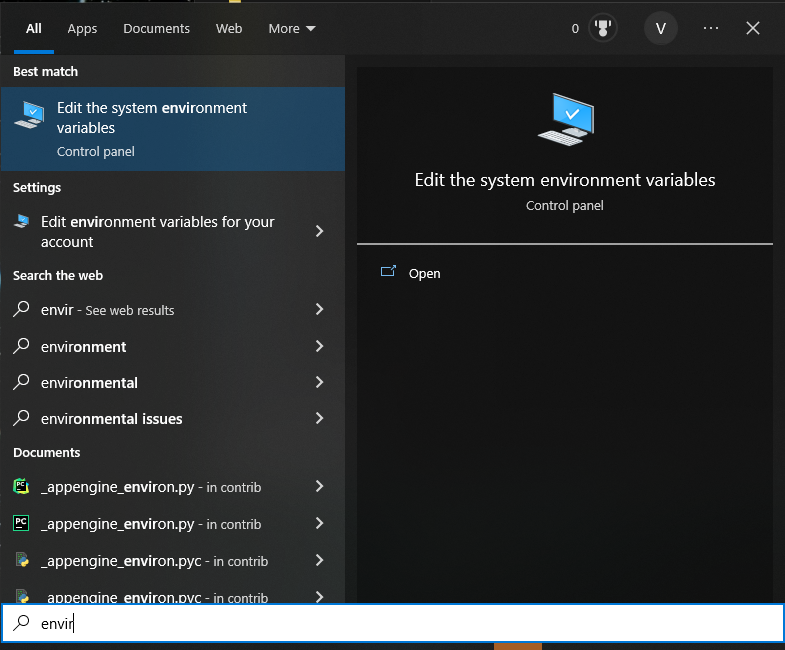 All Apps Documents Web More 0 V ...
Best match
Edit the system environment
variables
Control panel
Settings
Edit environment variables for your
account
Search the web
envir - See web results
environment
environmental
environmental issues
Documents
_appengine_environ.py - in contrib
_appengine_environ.py - in contrib
_appengine_environ.pyc - in contrib
_appengine_environ.pyc - in contrib
envir
Edit the system environment variables
Control panel
Open
PC
PC